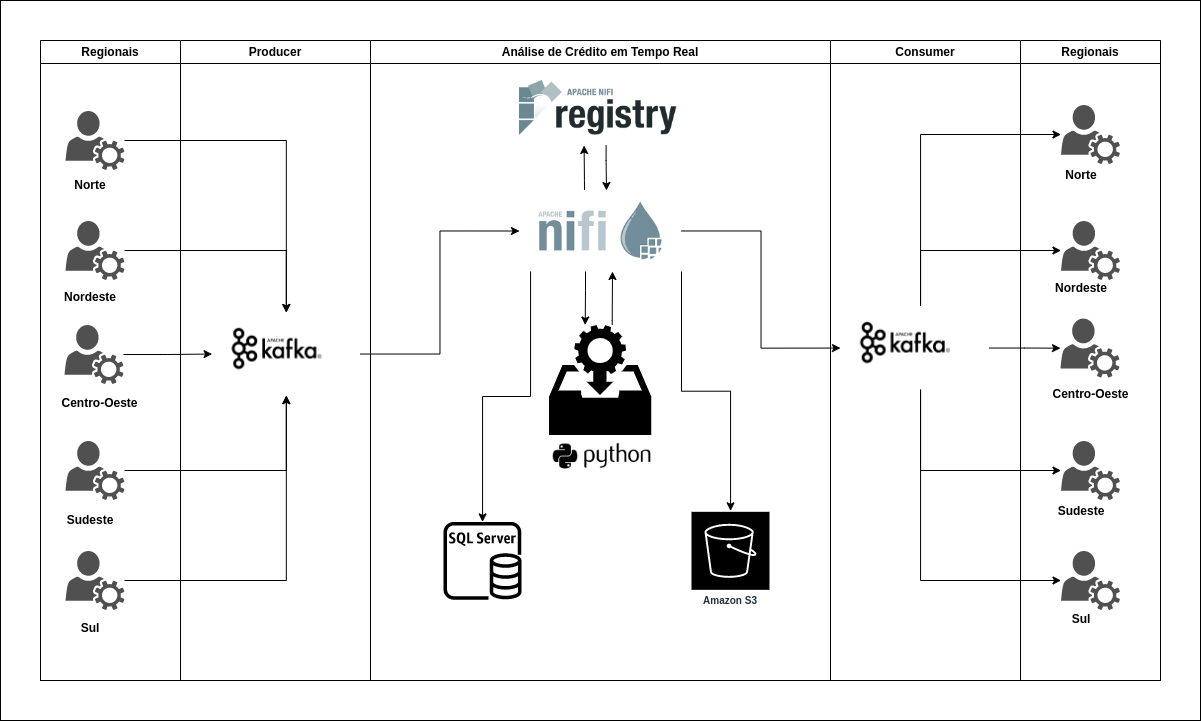 Regionais
Producer
Análise de Crédito em Tempo Real
Consumer
Regionais
APACHE NIFI
registry
Norte
Norte
APACHE
nifi
Nordeste
Nordeste
APACHE
kafka®
APACHE
kafka®
Centro-Oeste
Centro-Oeste
python
Sudeste
Sudeste
SQL Server
Amazon S3
Sul
Sul